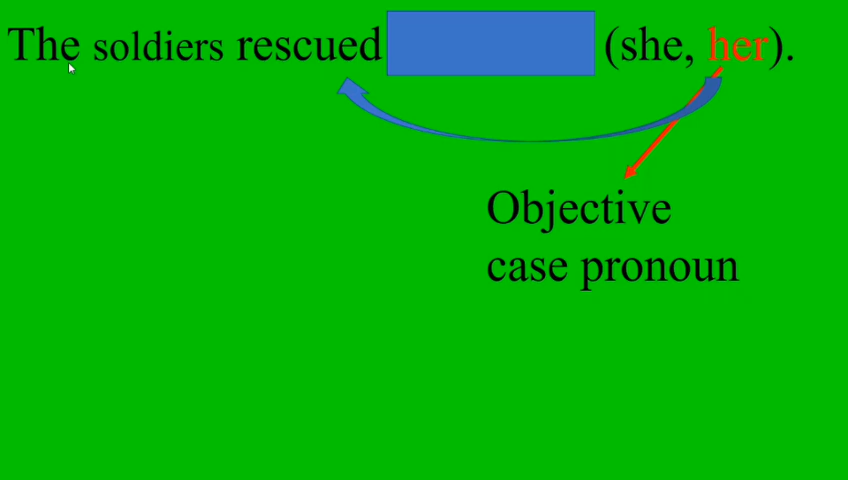 The soldiers rescued (she, her).
Objective
case pronoun